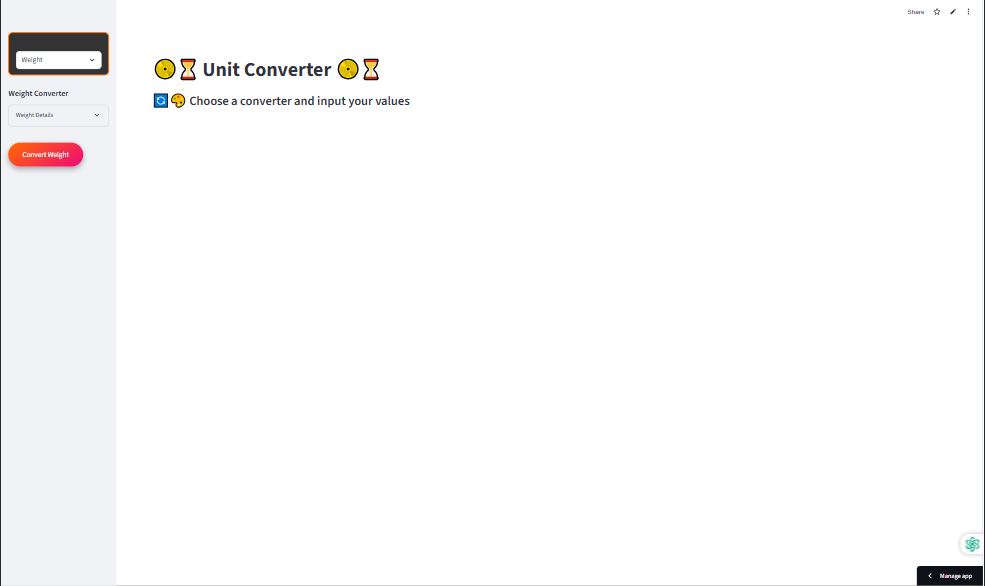 Share
Weight
Weight Converter
Weight Details
Convert Weight
Unit Converter
Choose a converter and input your values
Manage app